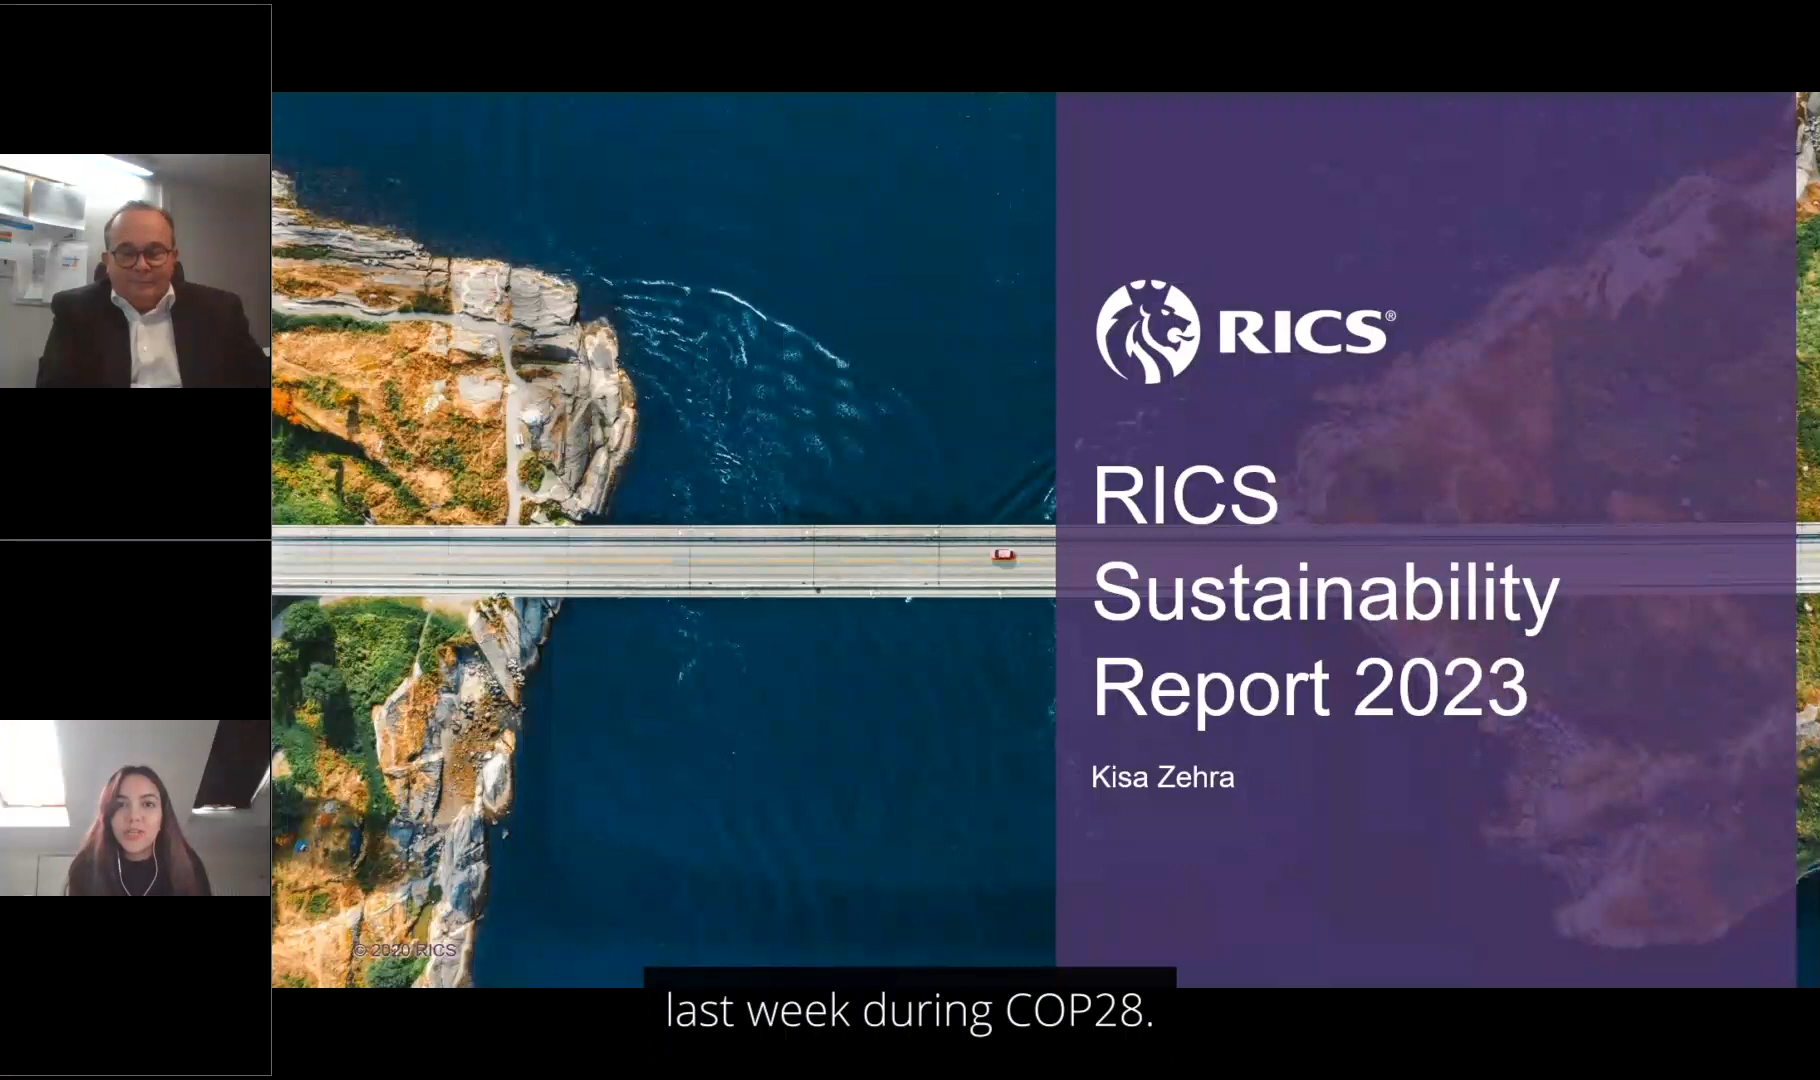 RICS®
RICS
Sustainability
Report 2023
Kisa Zehra
© 2020 RICS
last week during COP28.